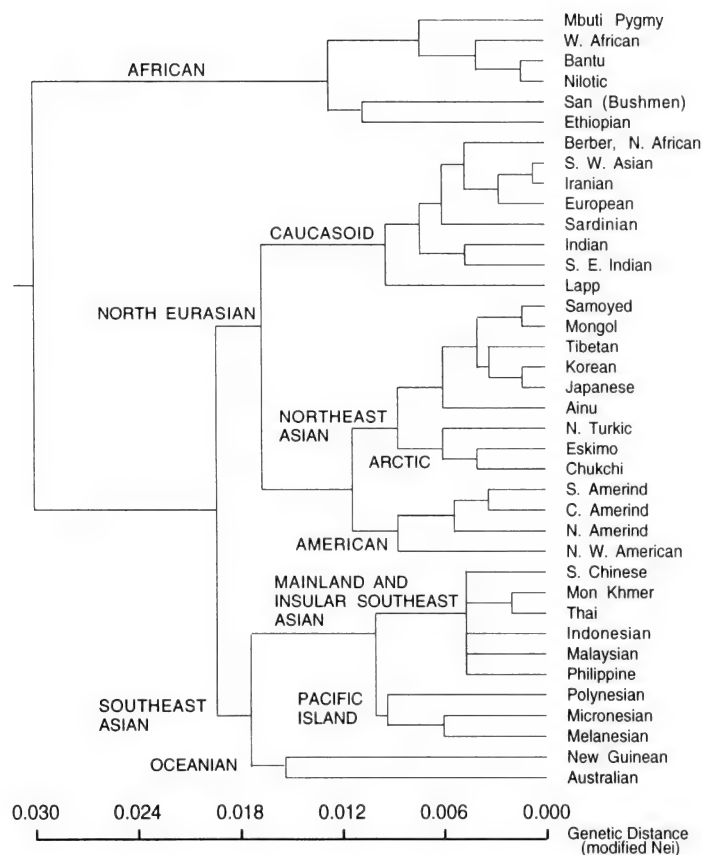 Mbuti Pygmy
W. African
AFRICAN
Bantu
Nilotic
San (Bushmen)
Ethiopian
Berber, N. African
S. W. Asian
Iranian
European
Sardinian
CAUCASOID
Indian
S. E. Indian
Lapp
NORTH EURASIAN
Samoyed
Mongol
Tibetan
Korean
Japanese
Ainu
NORTHEAST
ASIAN
N. Turkic
ARCTIC
Eskimo
Chukchi
S. Amerind
C. Amerind
N. Amerind
AMERICAN
N. W. American
S. Chinese
MAINLAND AND
INSULAR SOUTHEAST
ASIAN
Mon Khmer
Thai
Indonesian
Malaysian
Philippine
PACIFIC
ISLAND
Polynesian
Micronesian
Melanesian
SOUTHEAST
ASIAN
OCEANIAN
New Guinean
Australian
0.030 0.024 0.018 0.012 0.006 0.000
Genetic Distance
(modified Nei)